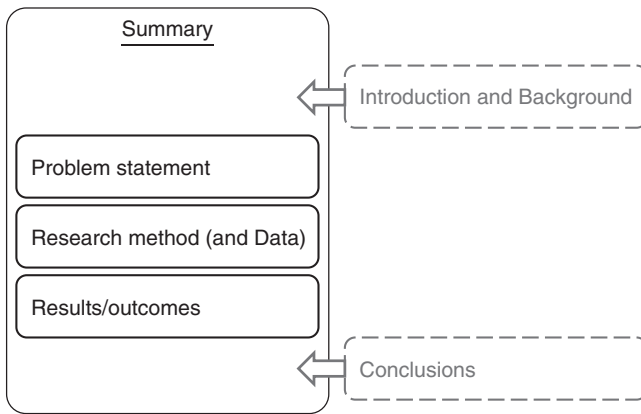 Summary
Introduction and Background
Problem statement
Research method (and Data)
Results/outcomes
Conclusions